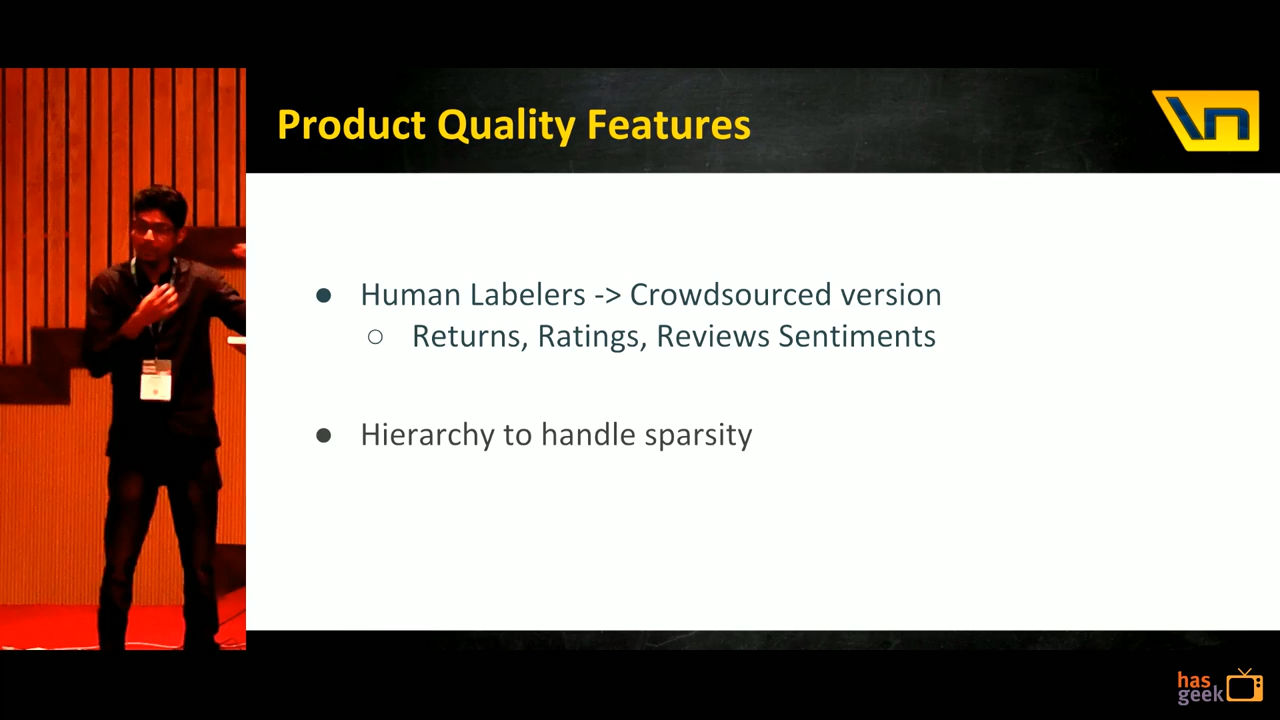 Product Quality Features
\n
● Human Labelers -> Crowdsourced version
○ Returns, Ratings, Reviews Sentiments
● Hierarchy to handle sparsity
has
geek